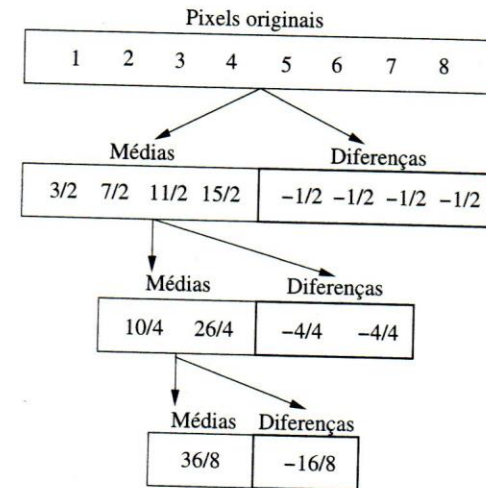 Pixels originais
1 2 3 4 5 6 7 8
Médias Diferenças
3/2 7/2 11/2 15/2 −1/2 −1/2 −1/2 −1/2
Médias Diferenças
10/4 26/4 −4/4 −4/4
Médias Diferenças
36/8 −16/8